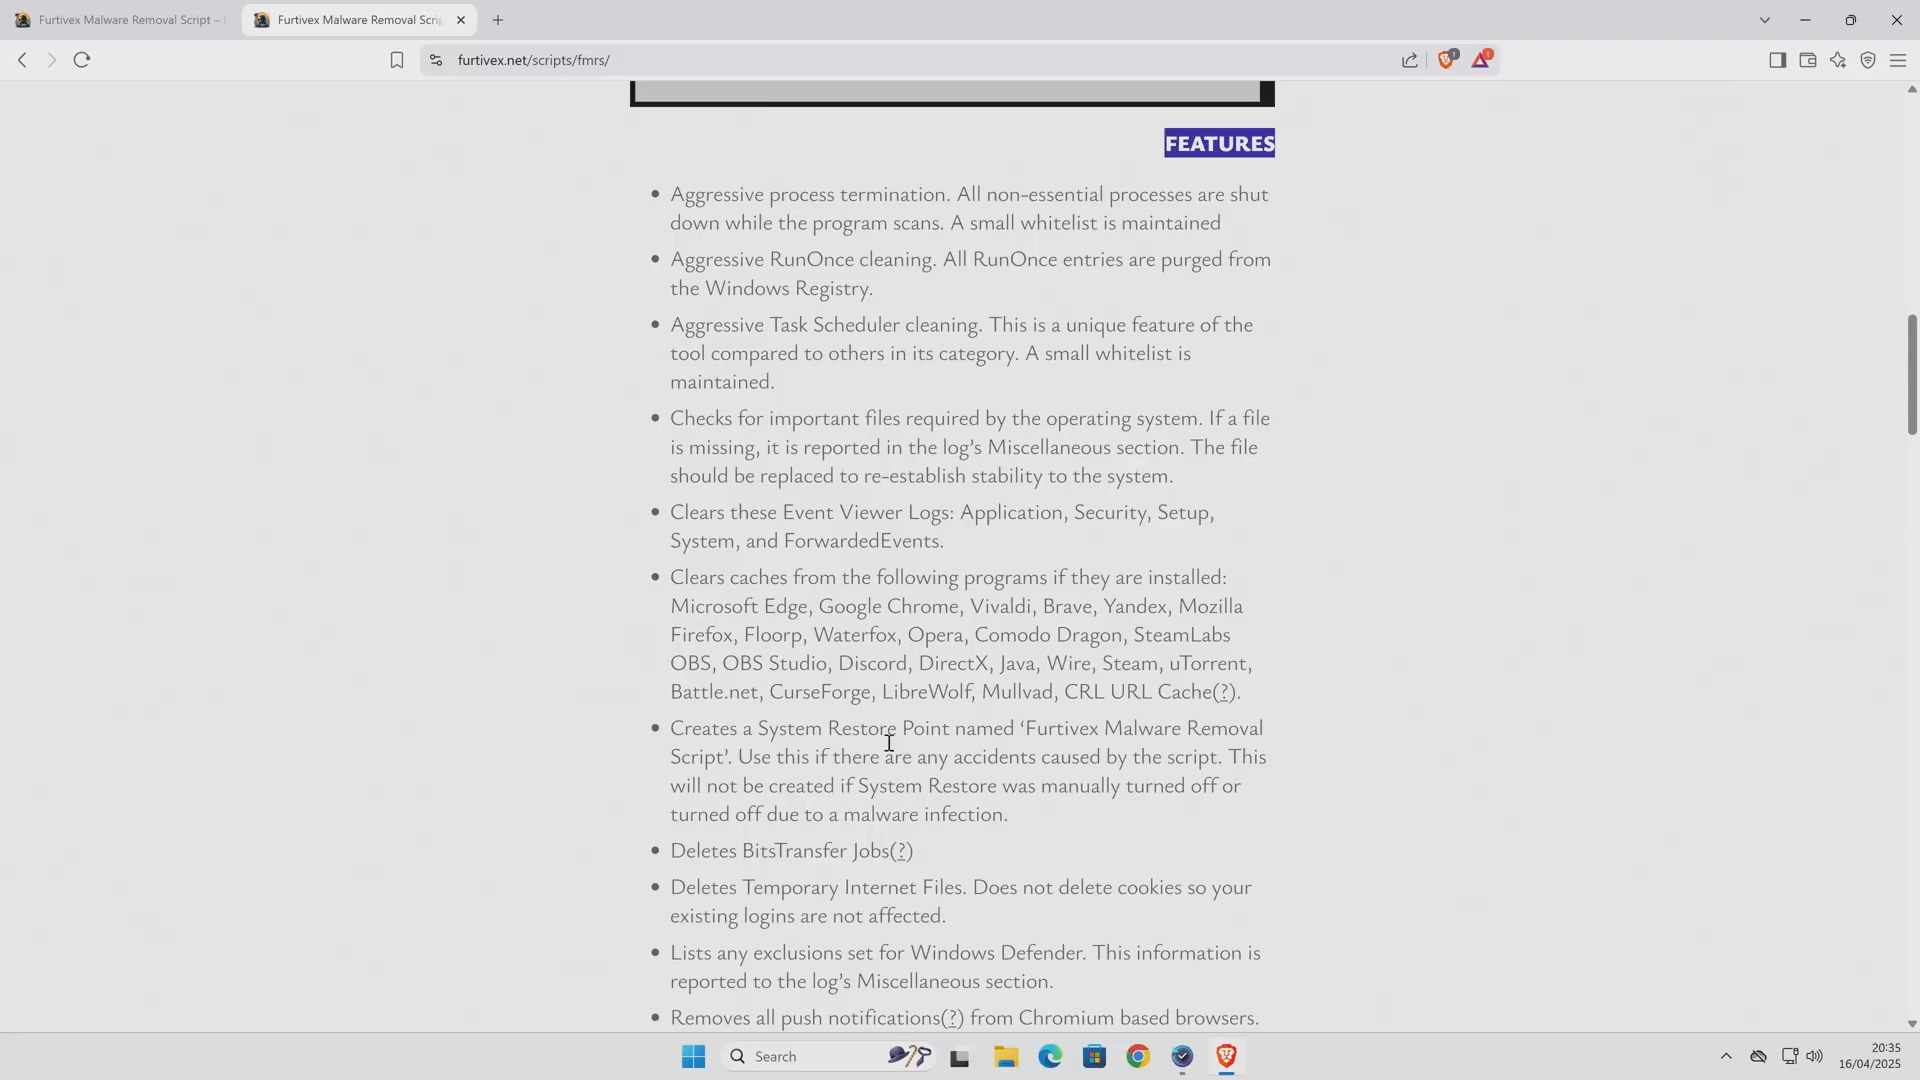 Furtivex Malware Removal Script –
Furtivex Malware Removal Scri
furtivex.net/scripts/fmrs/
1
1
FEATURES
• Aggressive process termination. All non-essential processes are shut
down while the program scans. A small whitelist is maintained
• Aggressive RunOnce cleaning. All RunOnce entries are purged from
the Windows Registry.
• Aggressive Task Scheduler cleaning. This is a unique feature of the
tool compared to others in its category. A small whitelist is
maintained.
• Checks for important files required by the operating system. If a file
is missing, it is reported in the log’s Miscellaneous section. The file
should be replaced to re-establish stability to the system.
• Clears these Event Viewer Logs: Application, Security, Setup,
System, and ForwardedEvents.
• Clears caches from the following programs if they are installed:
Microsoft Edge, Google Chrome, Vivaldi, Brave, Yandex, Mozilla
Firefox, Floorp, Waterfox, Opera, Comodo Dragon, SteamLabs
OBS, OBS Studio, Discord, DirectX, Java, Wire, Steam, uTorrent,
Battle.net, CurseForge, LibreWolf, Mullvad, CRL URL Cache(?).
• Creates a System Restore Point named ‘Furtivex Malware Removal
Script’. Use this if there are any accidents caused by the script. This
will not be created if System Restore was manually turned off or
turned off due to a malware infection.
• Deletes BitsTransfer Jobs(?)
• Deletes Temporary Internet Files. Does not delete cookies so your
existing logins are not affected.
• Lists any exclusions set for Windows Defender. This information is
reported to the log’s Miscellaneous section.
• Removes all push notifications(?) from Chromium based browsers.
Search
20:35
16/04/2025